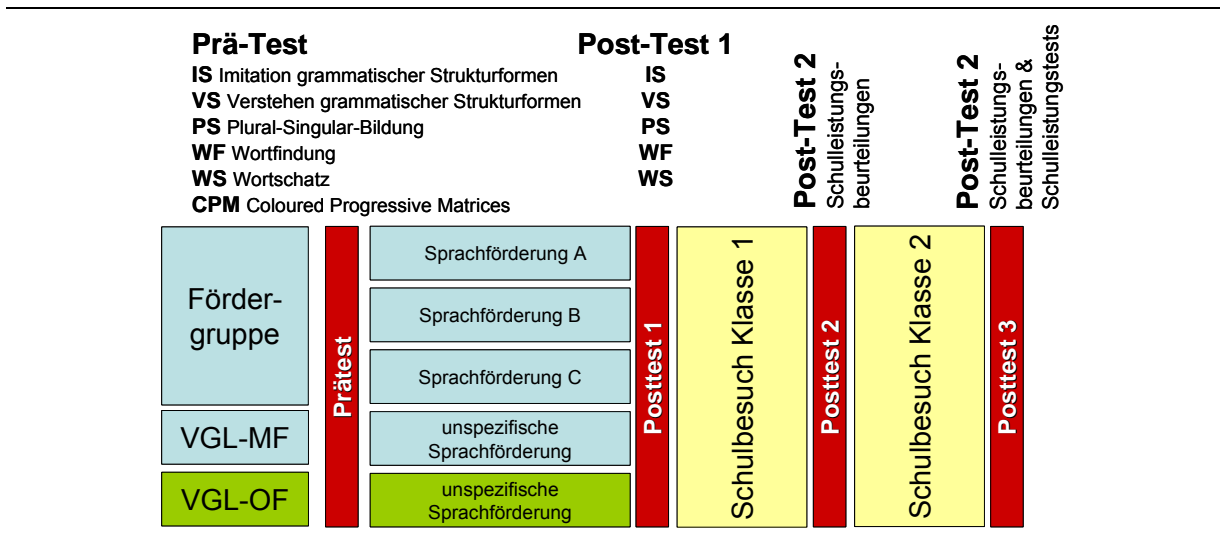 Prä-Test
IS Imitation grammatischer Strukturformen
VS Verstehen grammatischer Strukturformen
PS Plural-Singular-Bildung
WF Wortfindung
WS Wortschatz
CPM Coloured Progressive Matrices
Post-Test 1
IS
VS
PS
WF
WS
Post-Test 2
Schulleistungs-
beurteilungen
Post-Test 2
Schulleistungs-
beurteilungen &
Schulleistungstests
Förder-
gruppe
VGL-MF
VGL-OF
Prätest
Sprachförderung A
Sprachförderung B
Sprachförderung C
unspezifische
Sprachförderung
unspezifische
Sprachförderung
Posttest 1
Schulbesuch Klasse 1
Posttest 2
Schulbesuch Klasse 2
Posttest 3